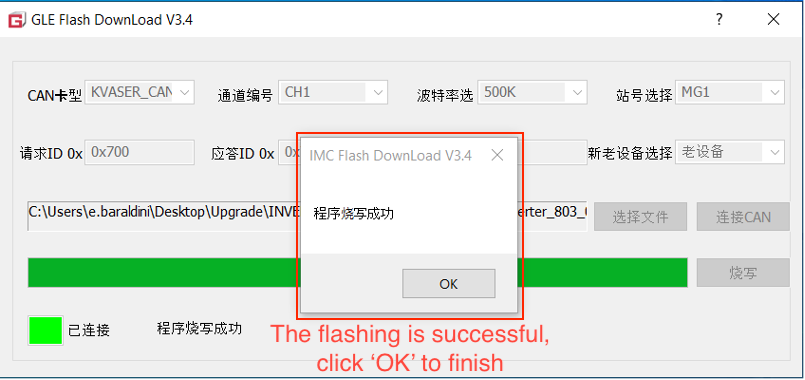 GLE Flash DownLoad V3.4
CAN卡型 KVASER_CAN 通道编号 CH1 波特率选 500K 站号选择 MG1
请求ID 0x 0x700 应答ID 0x 新老设备选择 老设备
IMC Flash DownLoad V3.4
程序烧写成功
OK
C:\Users\e.baraldini\Desktop\Upgrade\INVE erter_803_ 选择文件 连接CAN
烧写
已连接 程序烧写成功
The flashing is successful,
click ‘OK’ to finish